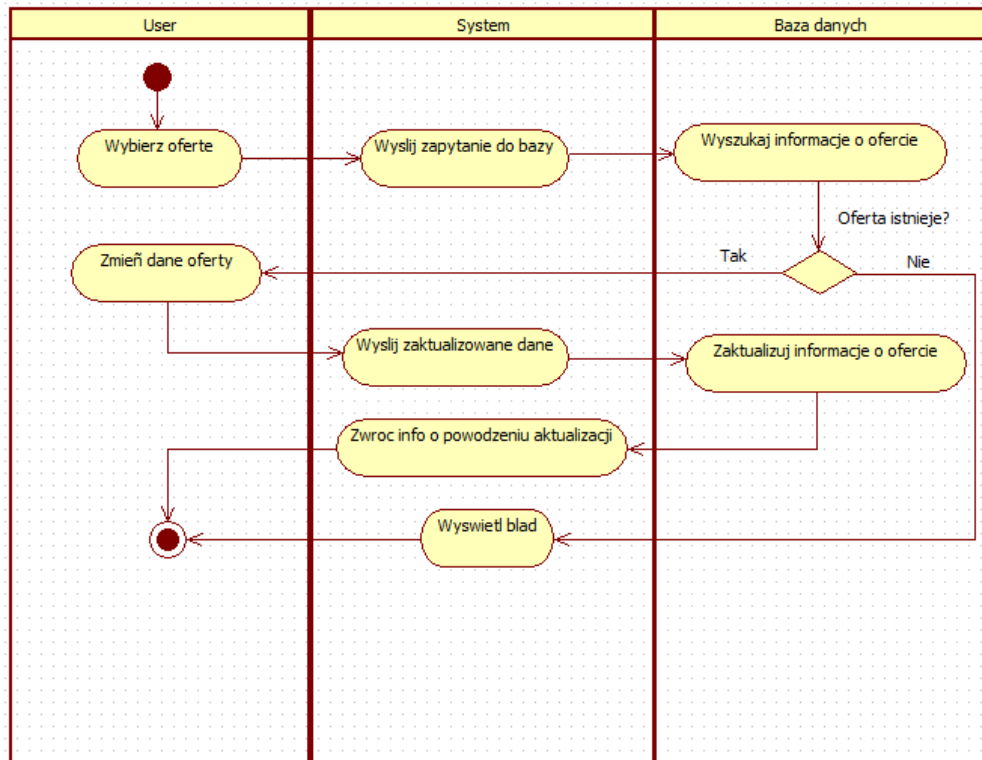 User
System
Baza danych
Wybierz oferte
Wyslij zapytanie do bazy
Wyszukaj informacje o ofercie
Oferta istnieje?
Zmień dane oferty
Tak
Nie
Wyslij zaktualizowane dane
Zaktualizuj informacje o ofercie
Zwroc info o powodzeniu aktualizacji
Wyswietl blad